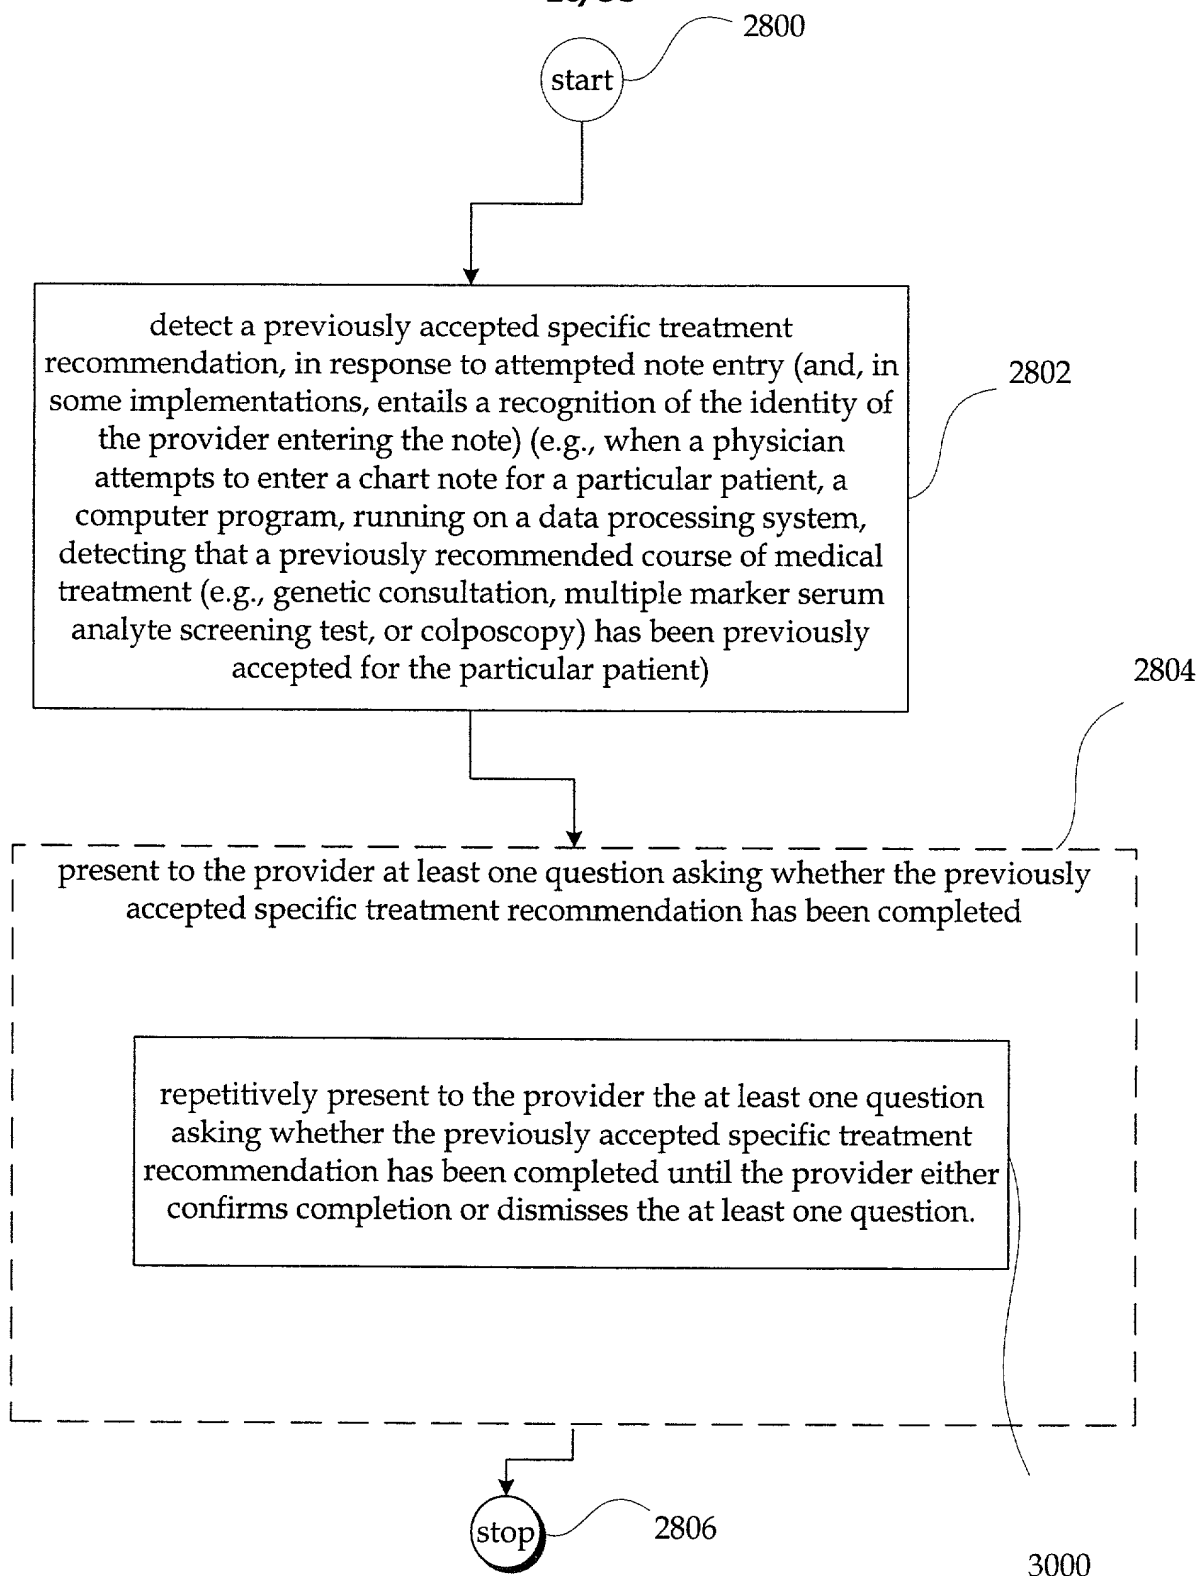 2800
start
detect a previously accepted specific treatment
recommendation, in response to attempted note entry (and, in
some implementations, entails a recognition of the identity of
the provider entering the note) (e.g., when a physician
attempts to enter a chart note for a particular patient, a
computer program, running on a data processing system,
detecting that a previously recommended course of medical
treatment (e.g., genetic consultation, multiple marker serum
analyte screening test, or colposcopy) has been previously
accepted for the particular patient)
2802
2804
present to the provider at least one question asking whether the previously
accepted specific treatment recommendation has been completed
repetitively present to the provider the at least one question
asking whether the previously accepted specific treatment
recommendation has been completed until the provider either
confirms completion or dismisses the at least one question.
stop
2806
3000